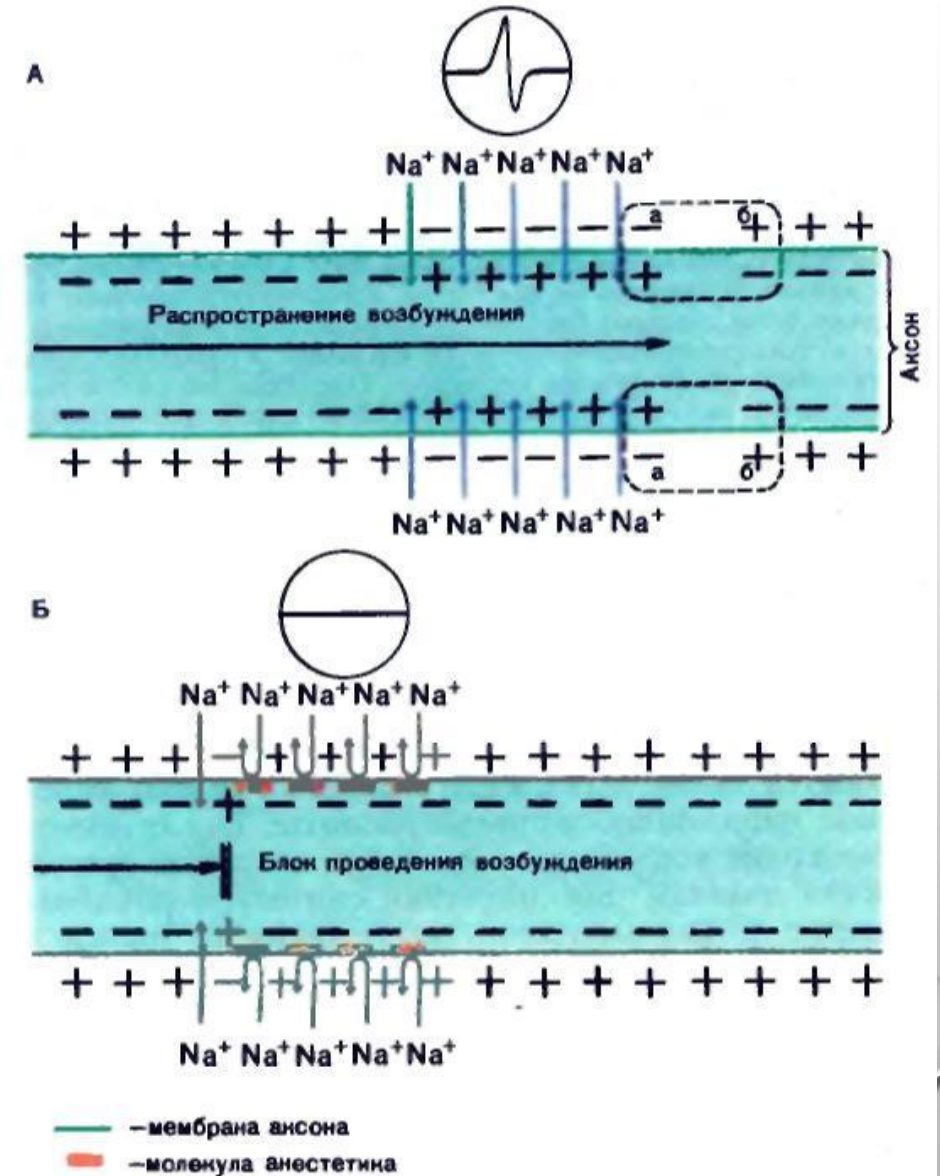 А
Na⁺ Na⁺ Na⁺ Na⁺ Na⁺
+ + + + + + + − − − − − а б + + +
− − − − − − − + + + + + − − −
Распространение возбуждения
Аксон
− − − − − − − + + + + + − − −
+ + + + + + + − − − − − а б + + +
Na⁺ Na⁺ Na⁺ Na⁺ Na⁺
Б
Na⁺ Na⁺ Na⁺ Na⁺ Na⁺
+ + + − + + + + + + + + + + + +
− − − + − − − − − − − − − − − −
Блок проведения возбуждения
− − − + − − − − − − − − − − − −
+ + + − + + + + + + + + + + + +
Na⁺ Na⁺ Na⁺ Na⁺ Na⁺
—мембрана аксона
—молекула анестетика